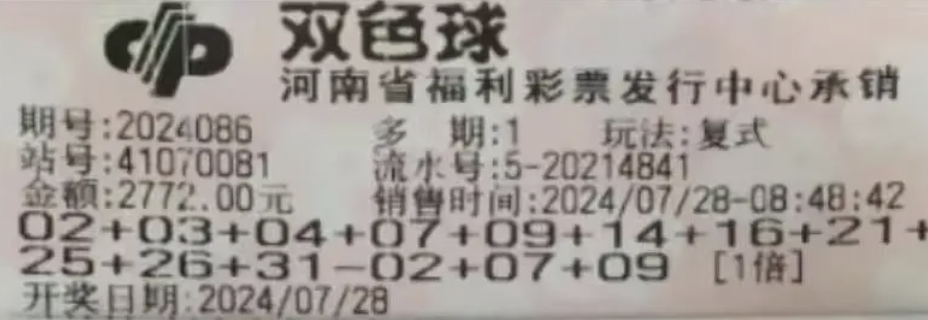 双色球
河南省福利彩票发行中心承销
期号:2024086 多 期:1 玩法:复式
站号:41070081 流水号:5-20214841
金额:2772.00元 销售时间:2024/07/28-08:48:42
02+03+04+07+09+14+16+21+
25+26+31-02+07+09 [1倍]
开奖日期:2024/07/28